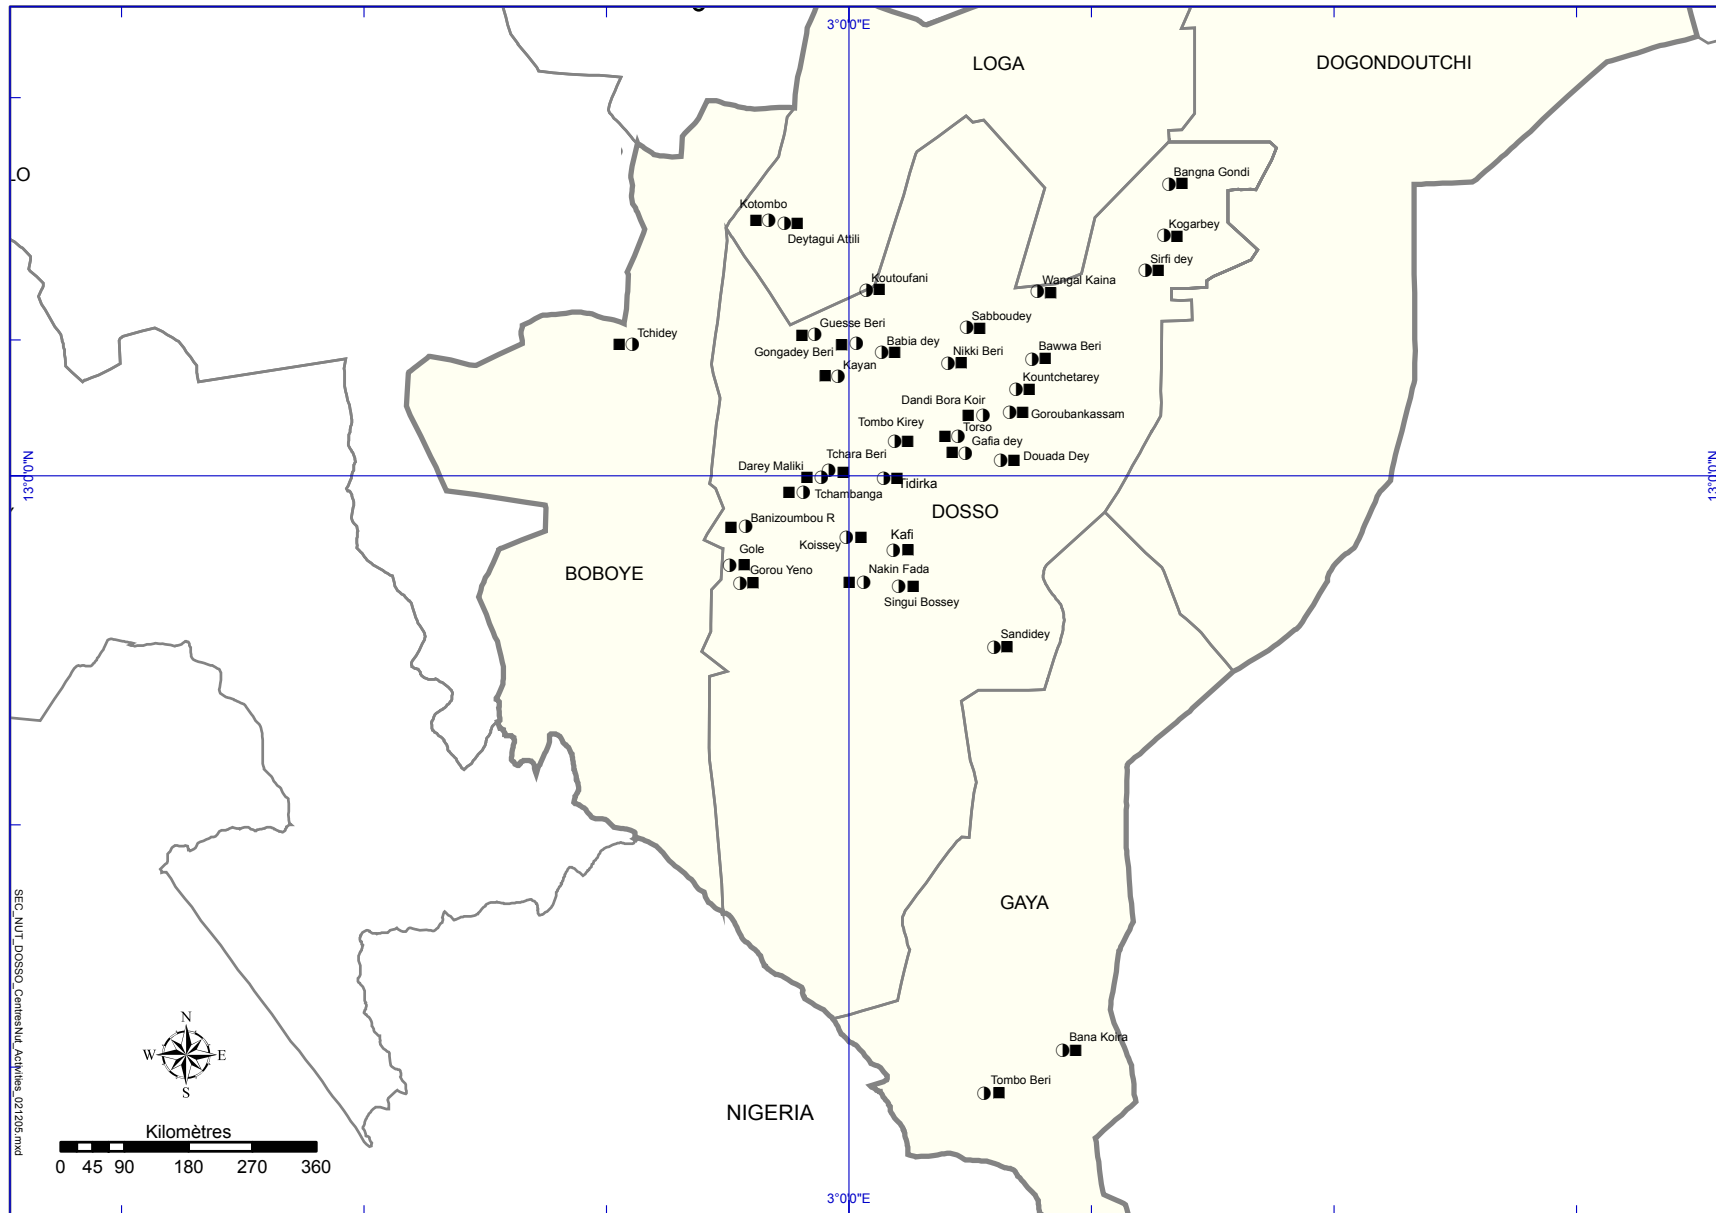 3°0'0"E
LOGA
DOGONDOUTCHI
O
Bangna Gondi
Kotombo
Deytagui Attili
Kogarbey
Sirfi dey
Koutoufani
Wangal Kaina
Sabboudey
Guesse Beri
Tchidey
Gongadey Beri
Babia dey
Nikki Beri
Bawwa Beri
Kayan
Kountchetarey
Dandi Bora Koir
Goroubankassam
Tombo Kirey
Torso
Gafia dey
Tchara Beri
Douada Dey
Darey Maliki
13°0'0"N
13°0'0"N
Tidirka
Tchambanga
DOSSO
Banizoumbou R
Koissey
Kafi
Gole
BOBOYE
Gorou Yeno
Nakin Fada
Singui Bossey
Sandidey
GAYA
SEC_NUT_DOSSO_CentresNut_Activities_021205.mxd
N
W
E
S
Bana Koira
Tombo Beri
NIGERIA
Kilomètres
0 45 90 180 270 360
3°0'0"E